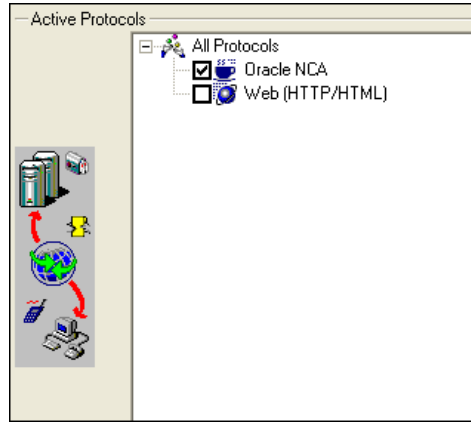 Active Protocols
All Protocols
Oracle NCA
Web (HTTP/HTML)